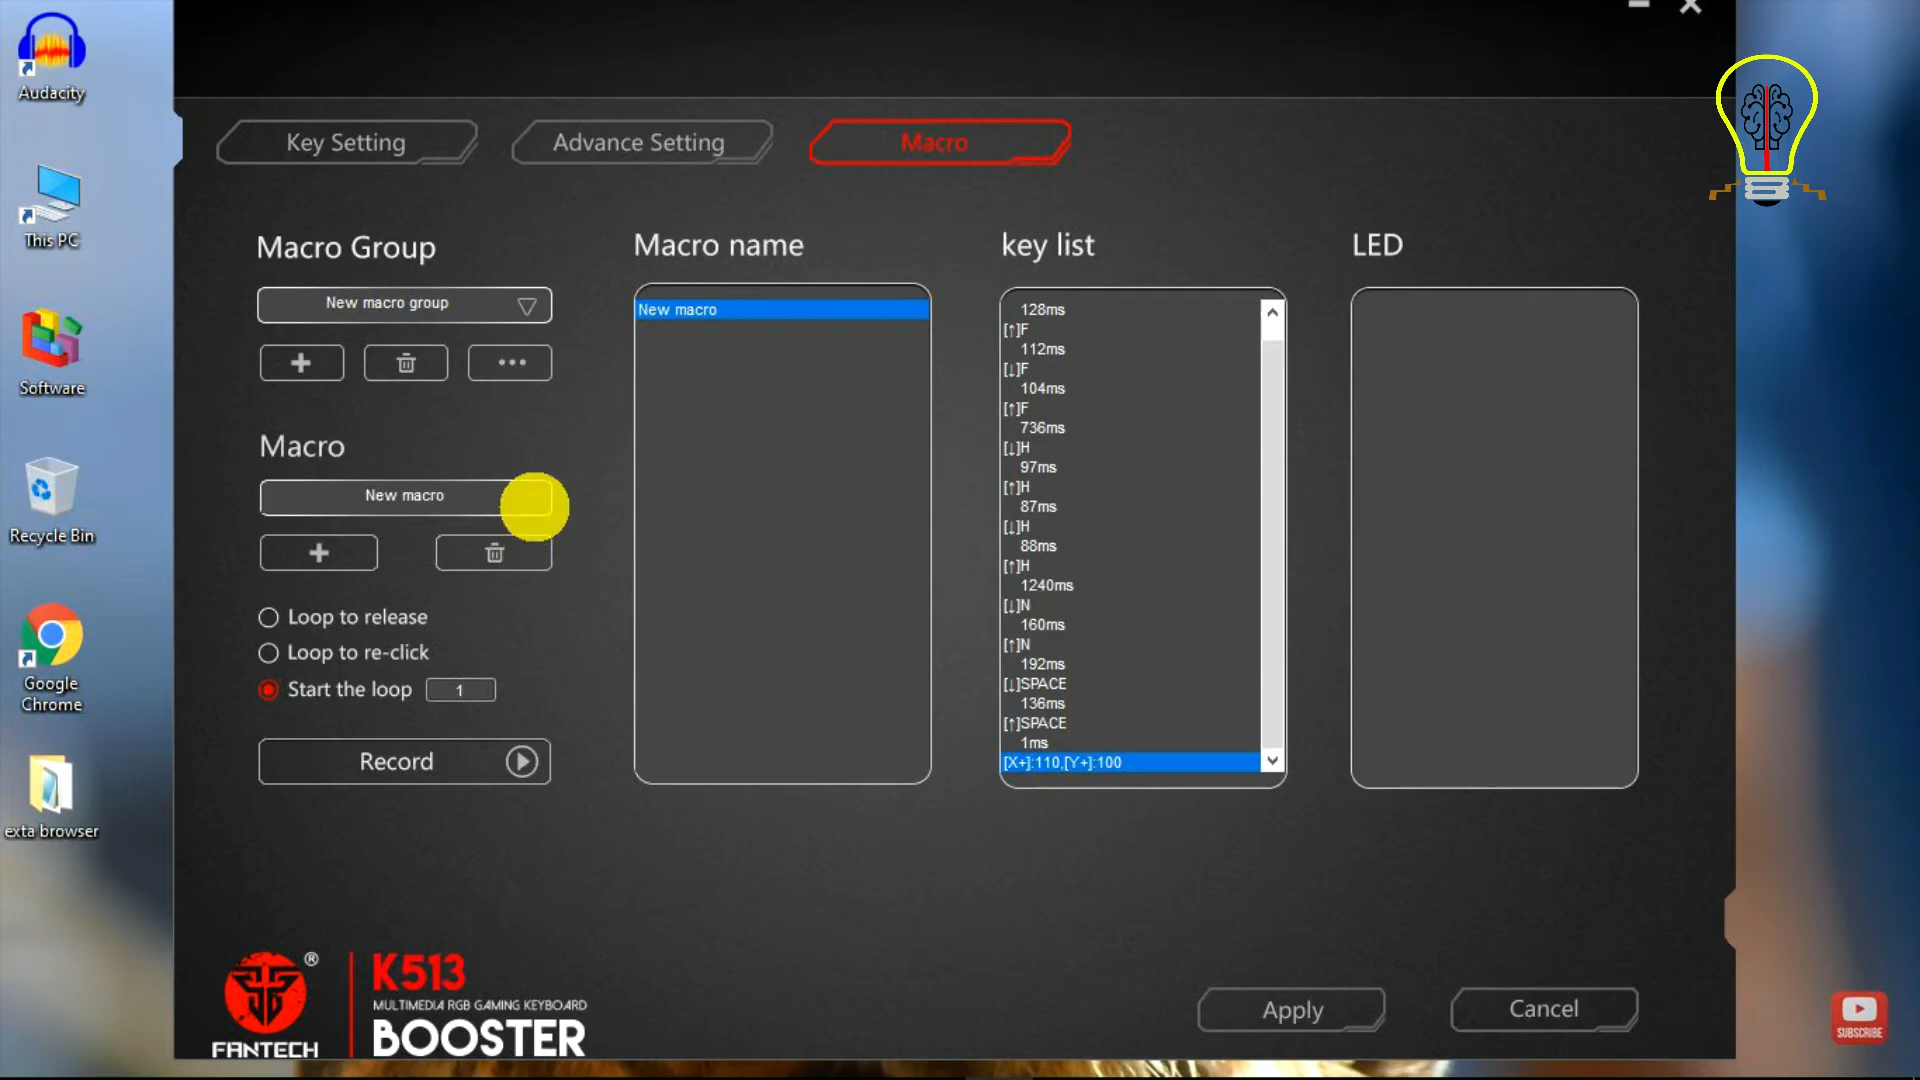 Audacity
This PC
Software
Recycle Bin
Google
Chrome
exta browser
Key Setting
Advance Setting
Macro
Macro Group
New macro group
+
...
Macro
New macro
+
Loop to release
Loop to re-click
Start the loop 1
Record
Macro name
New macro
key list
128ms
[↑]F
112ms
[↓]F
104ms
[↑]F
736ms
[↓]H
97ms
[↑]H
87ms
[↓]H
88ms
[↑]H
1240ms
[↓]N
160ms
[↑]N
192ms
[↓]SPACE
136ms
[↑]SPACE
1ms
[X+]:110,[Y+]:100
LED
FANTECH ®
K513
MULTIMEDIA RGB GAMING KEYBOARD
BOOSTER
Apply
Cancel
SUBSCRIBE